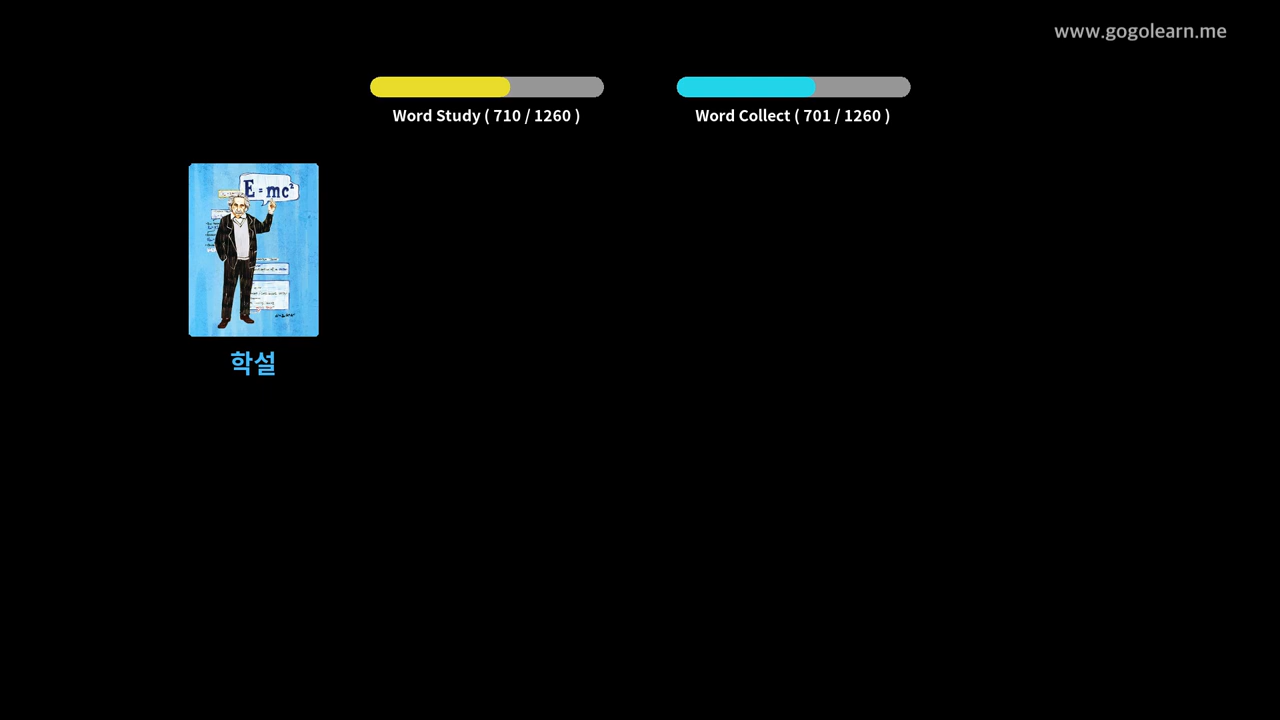 www.gogolearn.me
Word Study ( 710 / 1260 )
Word Collect ( 701 / 1260 )
E = mc²
학설